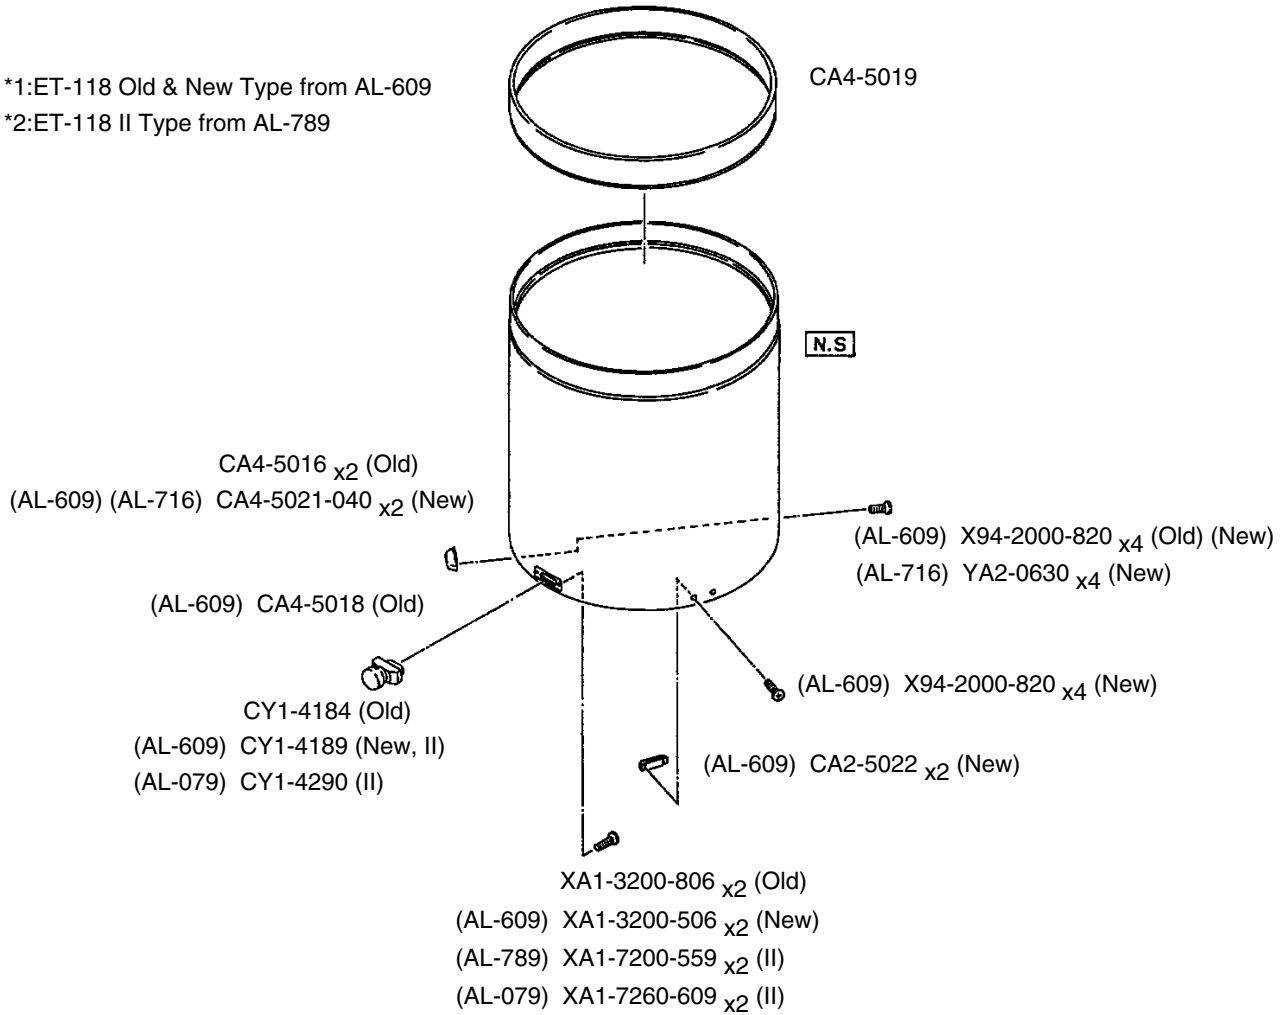 *1:ET-118 Old & New Type from AL-609
*2:ET-118 II Type from AL-789
CA4-5019
N.S
CA4-5016 x2 (Old)
(AL-609) (AL-716) CA4-5021-040 x2 (New)
(AL-609) X94-2000-820 x4 (Old) (New)
(AL-716) YA2-0630 x4 (New)
(AL-609) CA4-5018 (Old)
(AL-609) X94-2000-820 x4 (New)
CY1-4184 (Old)
(AL-609) CY1-4189 (New, II)
(AL-079) CY1-4290 (II)
(AL-609) CA2-5022 x2 (New)
XA1-3200-806 x2 (Old)
(AL-609) XA1-3200-506 x2 (New)
(AL-789) XA1-7200-559 x2 (II)
(AL-079) XA1-7260-609 x2 (II)